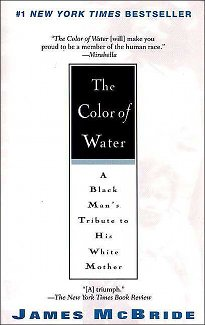 #1 NEW YORK TIMES BESTSELLER
"The Color of Water [will] make you
proud to be a member of the human race."
—Mirabella
The
Color of
Water
A
Black
Man's
Tribute to
His
White
Mother
"[A] triumph."
—The New York Times Book Review
JAMES McBRIDE